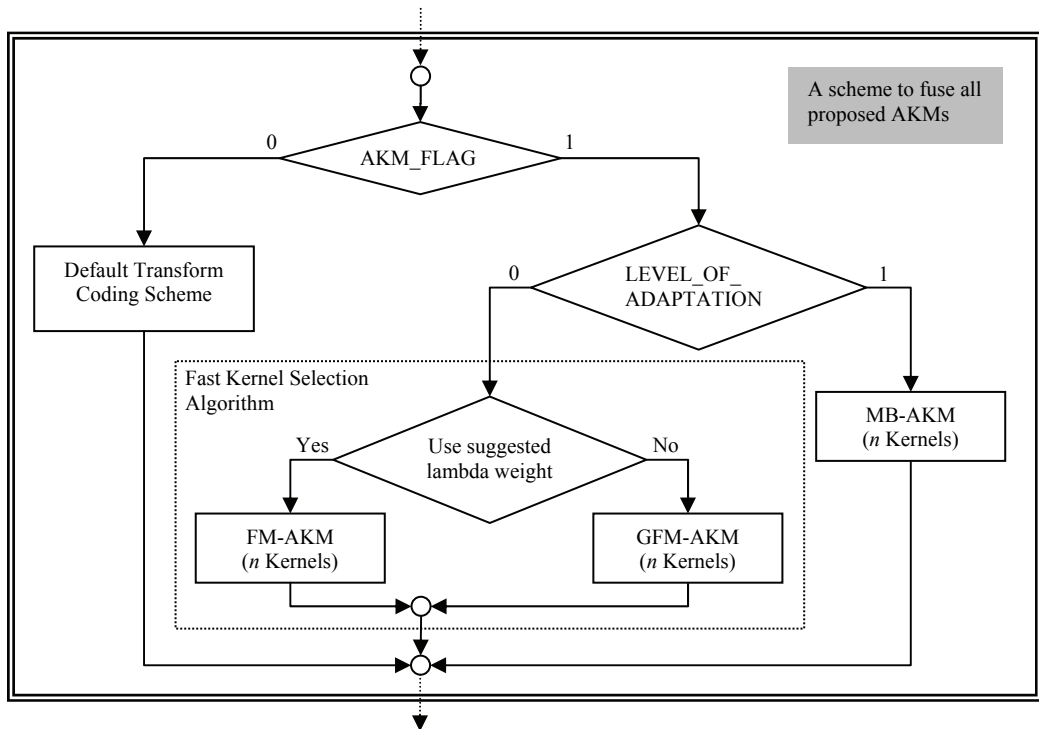 A scheme to fuse all
proposed AKMs
0
1
AKM_FLAG
Default Transform
Coding Scheme
0
1
LEVEL_OF_
ADAPTATION
Fast Kernel Selection
Algorithm
MB-AKM
(n Kernels)
Yes
No
Use suggested
lambda weight
FM-AKM
(n Kernels)
GFM-AKM
(n Kernels)